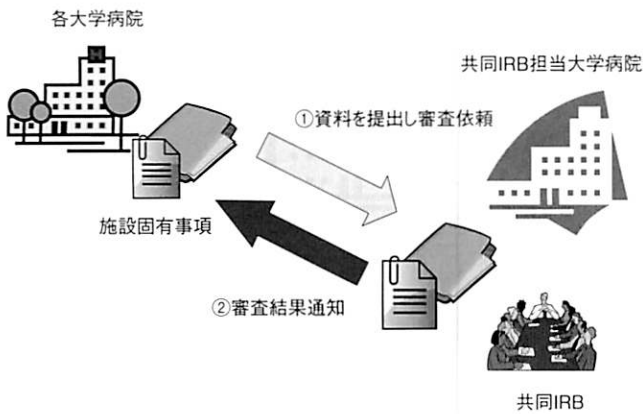 各大学病院
共同IRB担当大学病院
H
①資料を提出し審査依頼
施設固有事項
②審査結果通知
共同IRB